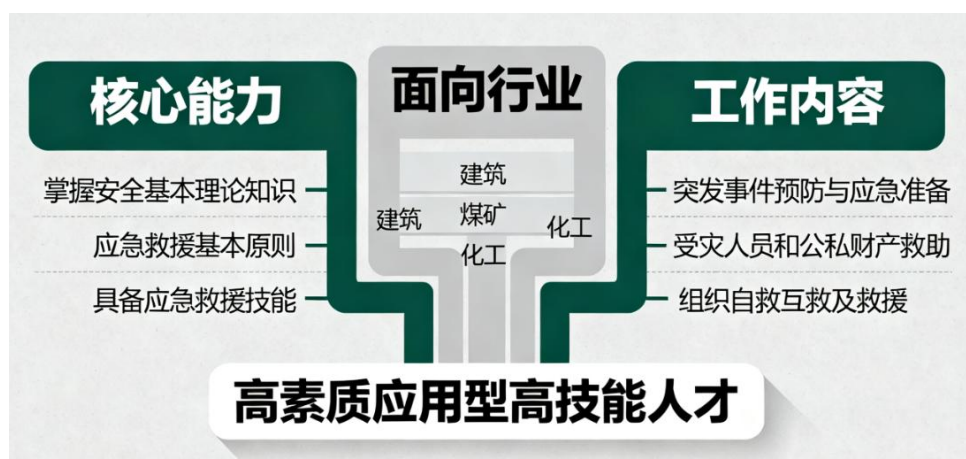 核心能力
掌握安全基本理论知识
应急救援基本原则
具备应急救援技能
面向行业
建筑
建筑
煤矿
化工
化工
工作内容
突发事件预防与应急准备
受灾人员和公私财产救助
组织自救互救及救援
高素质应用型高技能人才